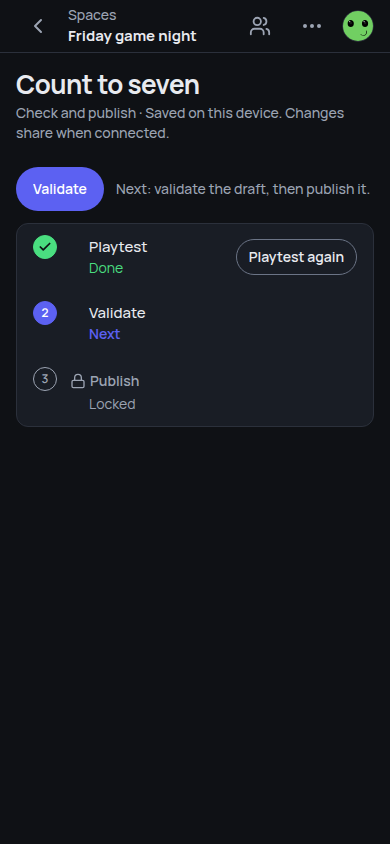 Spaces
Friday game night
Count to seven
Check and publish · Saved on this device. Changes
share when connected.
Validate
Next: validate the draft, then publish it.
Playtest
Done
Playtest again
2
Validate
Next
3
Publish
Locked